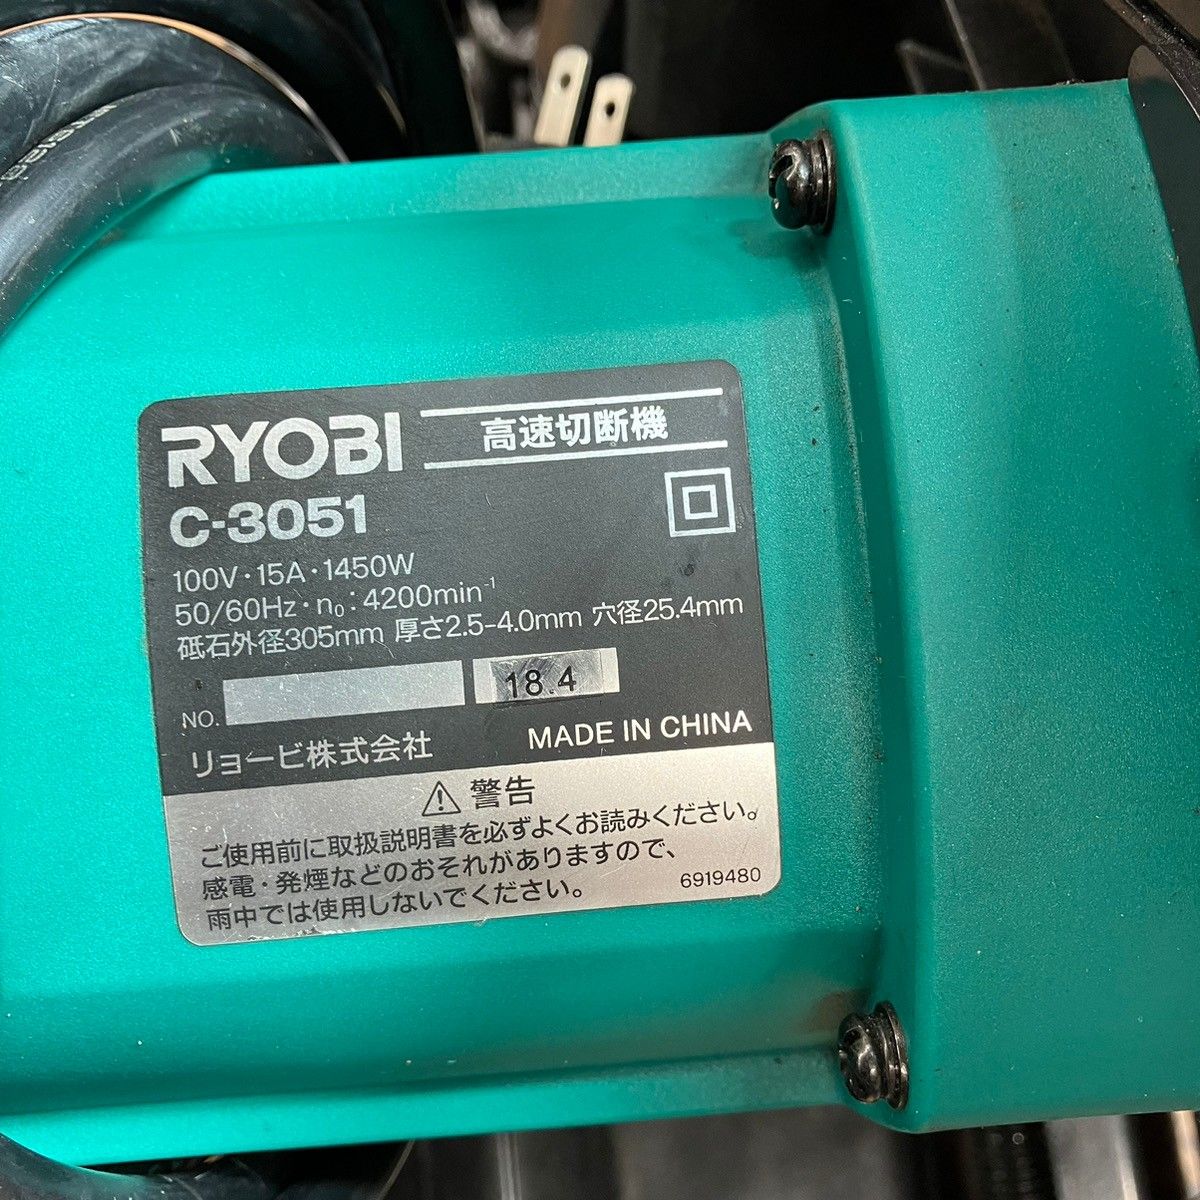 RYOBI 高速切断機
C-3051
100V・15A・1450W
50/60Hz・n₀:4200min⁻¹
砥石外径305mm 厚さ2.5-4.0mm 穴径25.4mm
NO. 18.4
リョービ株式会社 MADE IN CHINA
⚠ 警告
ご使用前に取扱説明書を必ずよくお読みください。
感電・発煙などのおそれがありますので、
雨中では使用しないでください。 6919480